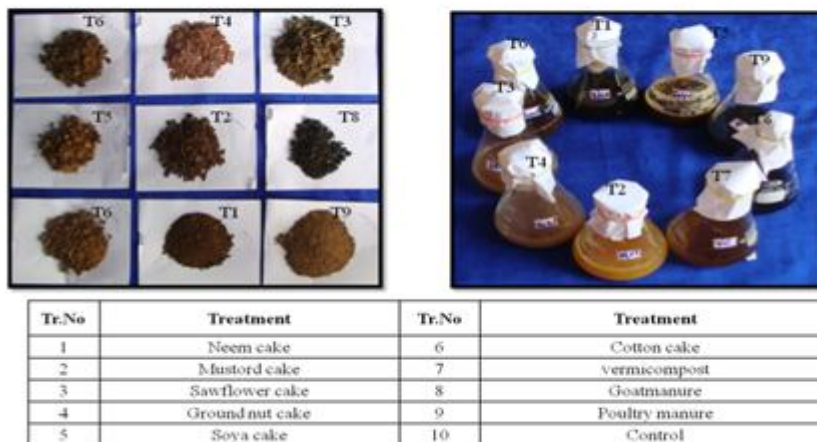 T6 T4 T3
T5 T2 T8
T6 T1 T9
T1
T6
T9
T3
T4
T2
T7
Tr.No Treatment Tr.No Treatment
1 Neem cake 6 Cotton cake
2 Mustord cake 7 vermicompost
3 Sawflower cake 8 Goatmanure
4 Ground nut cake 9 Poultry manure
5 Soya cake 10 Control